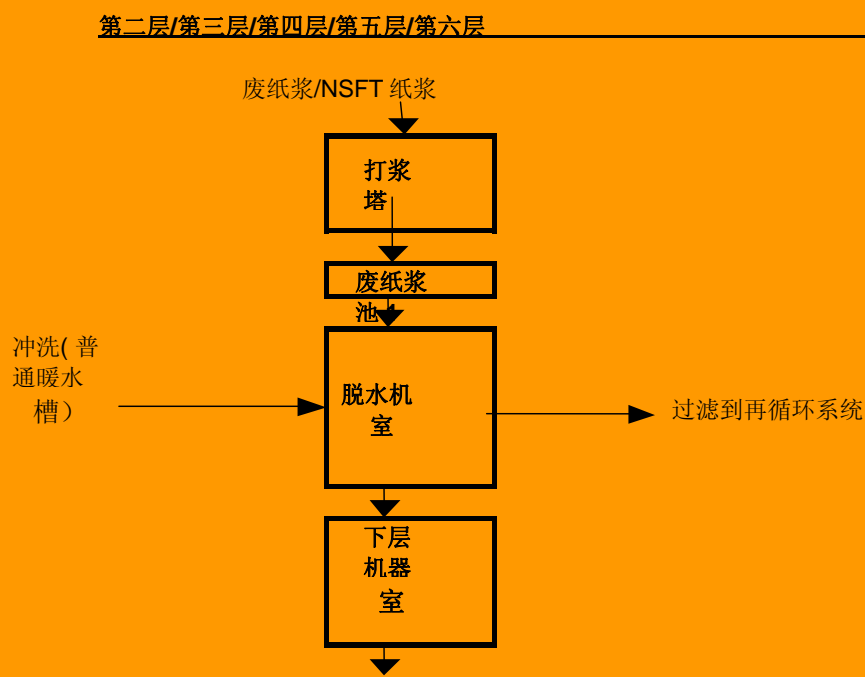 第二层/第三层/第四层/第五层/第六层
废纸浆/NSFT 纸浆
打浆
塔
废纸浆
池 1
冲洗( 普
通暖水
槽）
脱水机
室
过滤到再循环系统
下层
机器
室